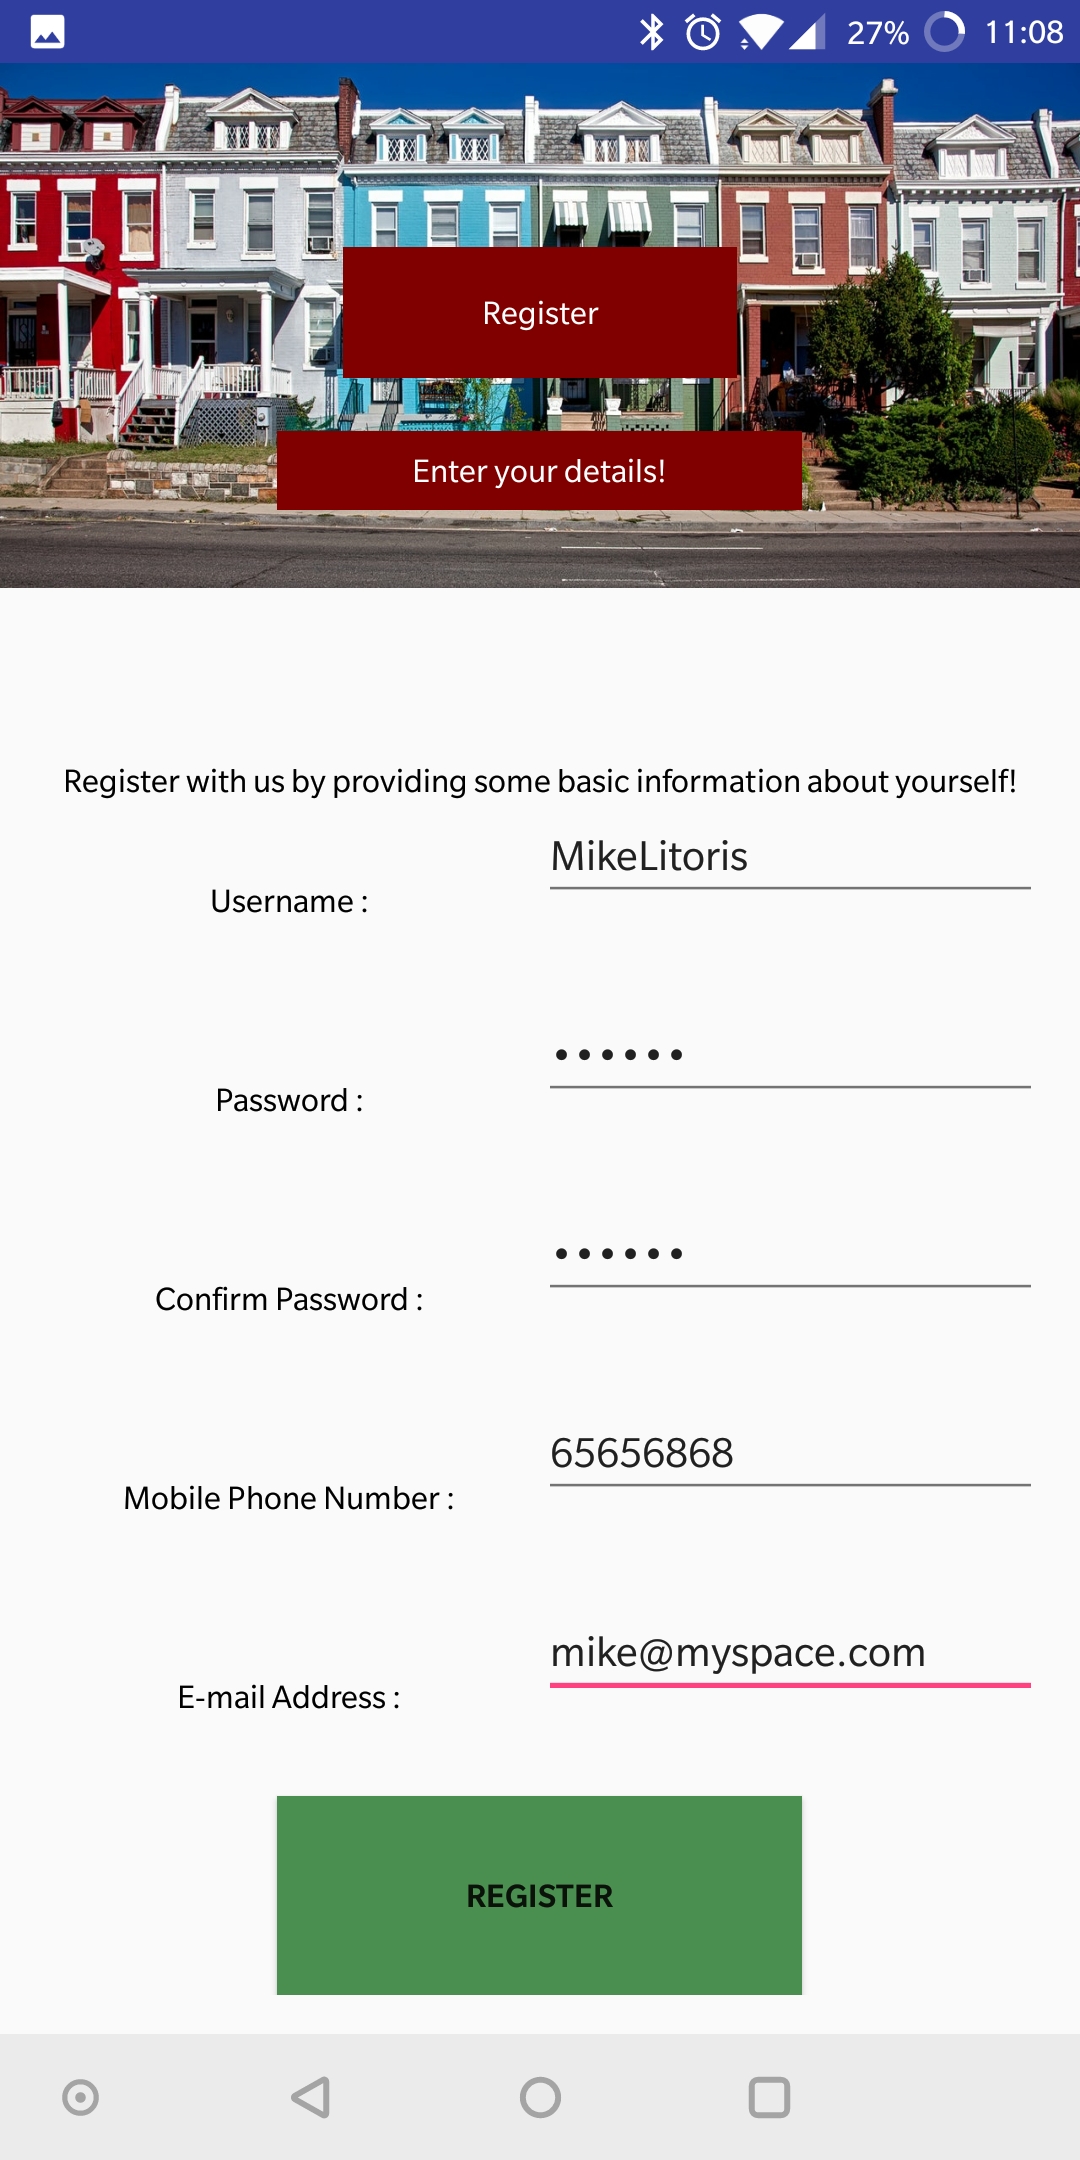 27% 11:08
Register
Enter your details!
Register with us by providing some basic information about yourself!
MikeLitoris
Username :
••••••
Password :
••••••
Confirm Password :
65656868
Mobile Phone Number :
mike@myspace.com
E-mail Address :
REGISTER